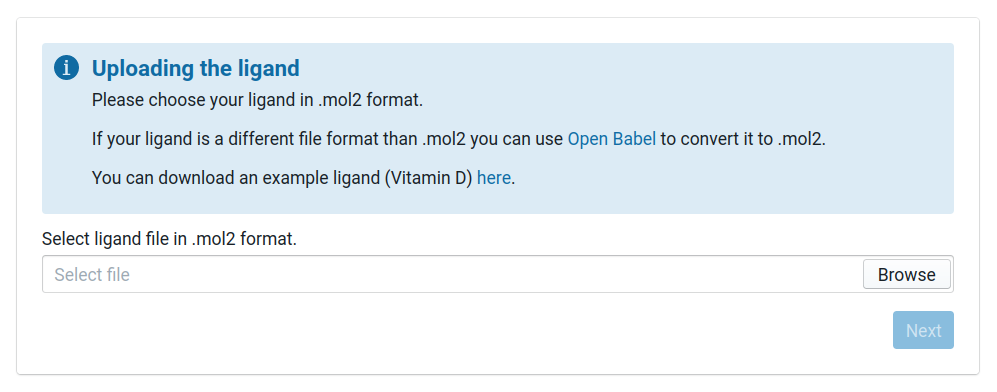 Uploading the ligand
Please choose your ligand in .mol2 format.
If your ligand is a different file format than .mol2 you can use Open Babel to convert it to .mol2.
You can download an example ligand (Vitamin D) here.
Select ligand file in .mol2 format.
Select file
Browse
Next